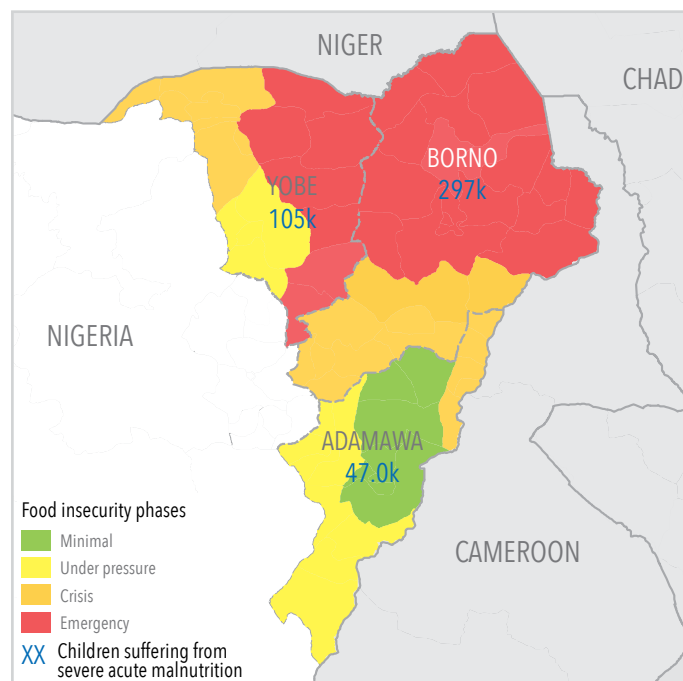 NIGER
CHAD
BORNO
297k
YOBE
105k
NIGERIA
ADAMAWA
47.0k
CAMEROON
Food insecurity phases
Minimal
Under pressure
Crisis
Emergency
XX Children suffering from
severe acute malnutrition